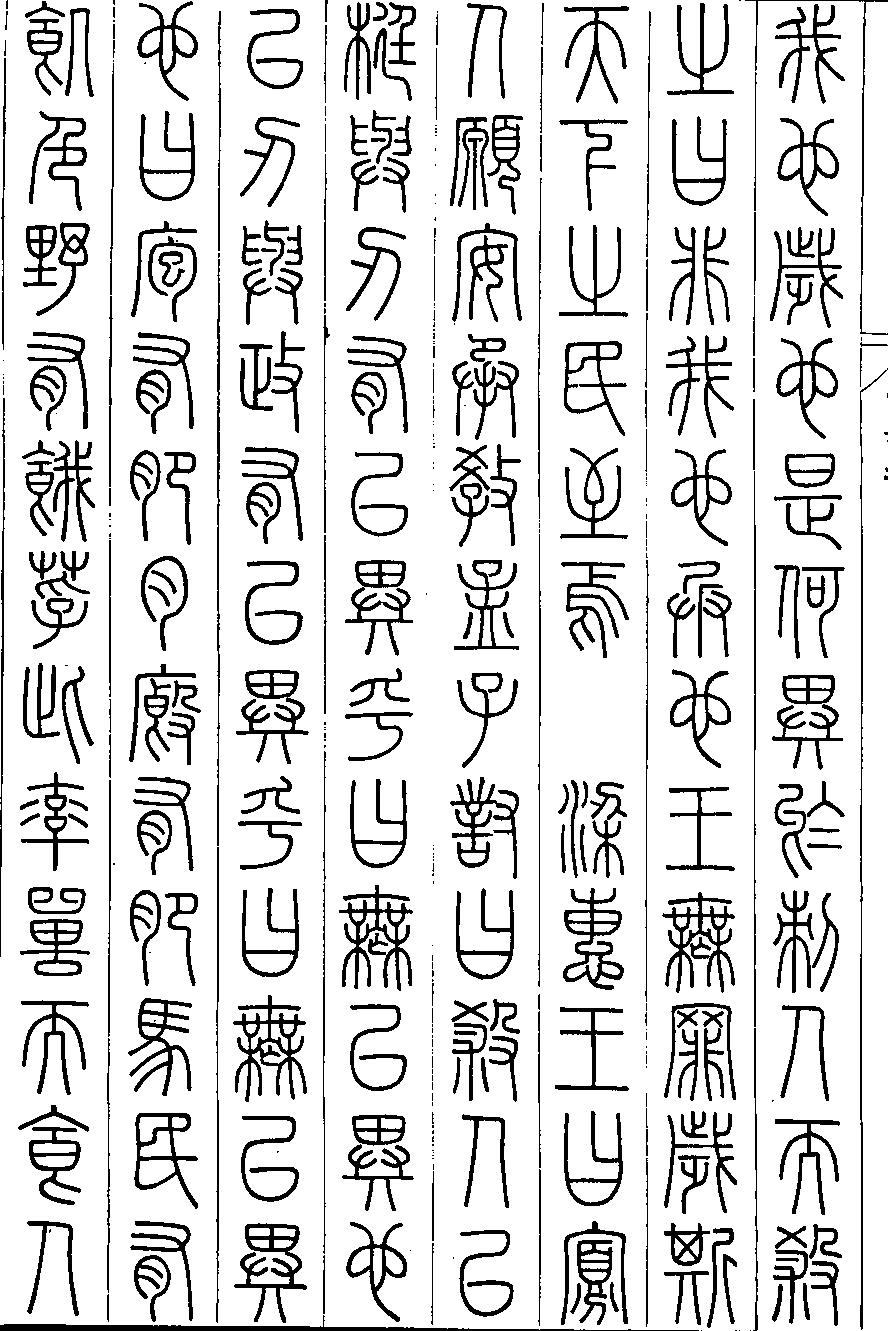 我也歲也是何異於刺人而殺
之曰非我也兵也王無罪歲斯
天下之民至焉　梁惠王曰寡
人願安承教孟子對曰殺人以
梃與刃有以異乎曰無以異也
以刃與政有以異乎曰無以異
也曰庖有肥肉廄有肥馬民有
飢色野有餓莩此率獸而食人